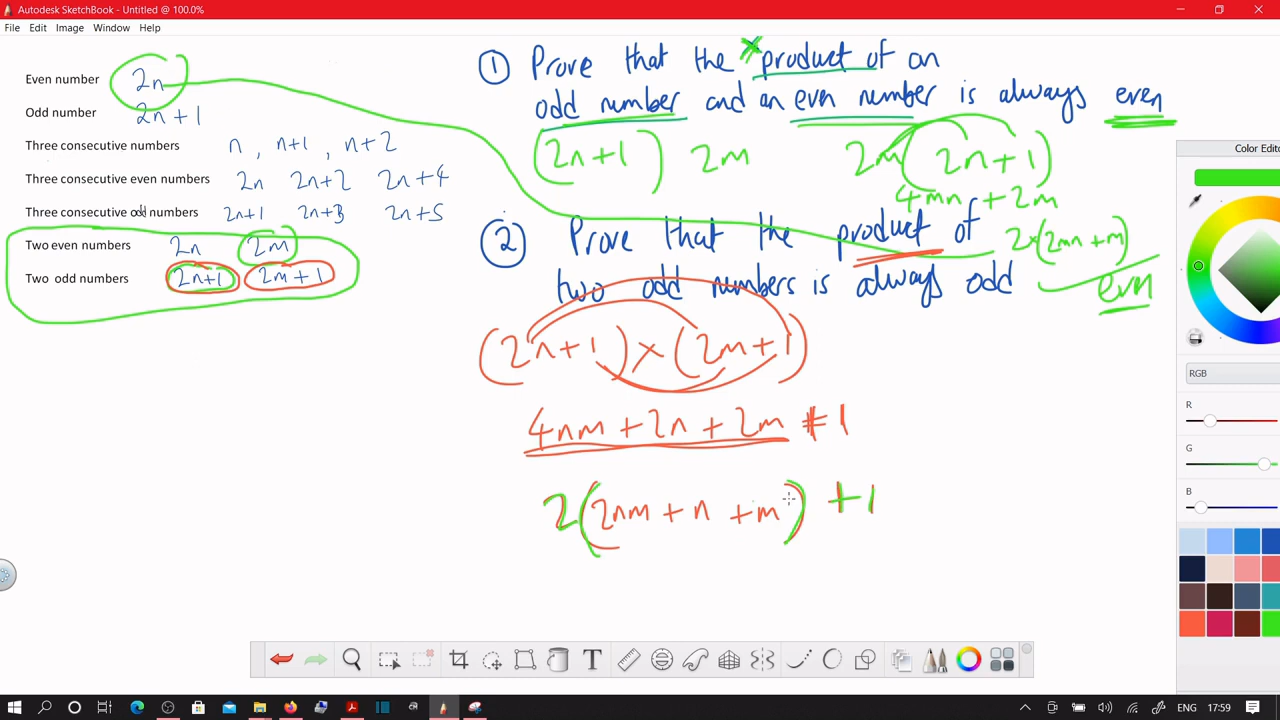 Autodesk SketchBook @ 100.0%
File Edit Image Window Help
Even number 2n
Odd number 2n+1
Three consecutive numbers n, n+1, n+2
Three consecutive even numbers 2n 2n+2 2n+4
Three consecutive odd numbers 2n+1 2n+3 2n+5
Two even numbers 2n 2m
Two odd numbers 2n+1 2m+1
① Prove that the × product of an
odd number and an even number is always even
(2n+1) 2m 2m(2n+1)
4mn+2m
2×(2mn+m)
even
② Prove that the product of
two odd numbers is always odd
(2n+1)×(2m+1)
4nm+2n+2m+1
2(2nm+n+m)+1
Color Edit
RGB
R
G
B
T
17:59